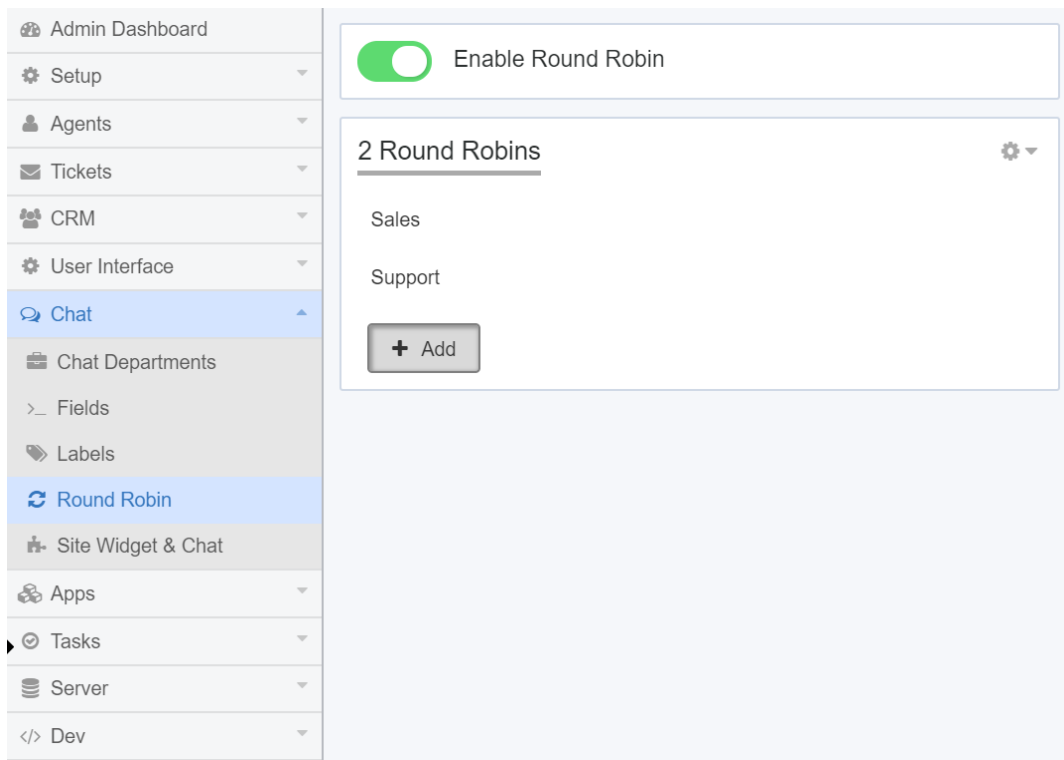 Admin Dashboard
Setup
Agents
Tickets
CRM
User Interface
Chat
Chat Departments
Fields
Labels
Round Robin
Site Widget & Chat
Apps
Tasks
Server
Dev
Enable Round Robin
2 Round Robins
Sales
Support
Add